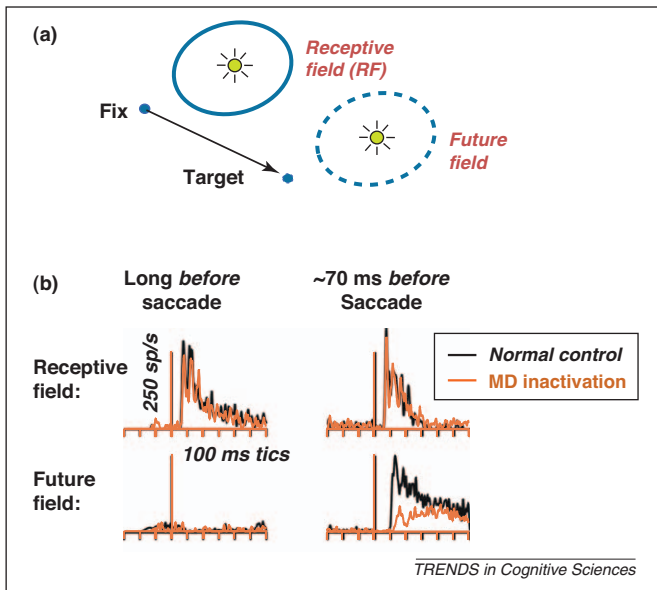 (a)
Receptive
field (RF)
Fix
Future
field
Target
(b)
Long before
saccade
~70 ms before
Saccade
Receptive
field:
250 sp/s
Normal control
MD inactivation
100 ms tics
Future
field:
TRENDS in Cognitive Sciences